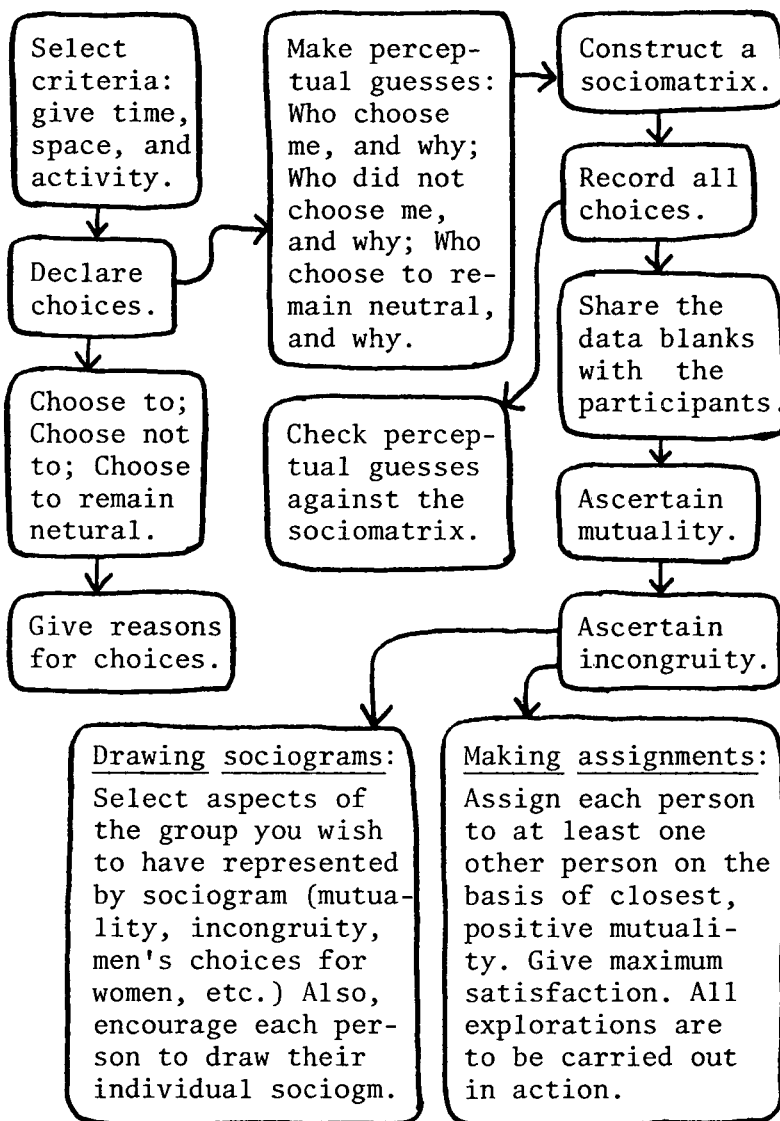 Select
criteria:
give time,
space, and
activity.
Declare
choices.
Choose to;
Choose not
to; Choose
to remain
netural.
Give reasons
for choices.
Make percep-
tual guesses:
Who choose
me, and why;
Who did not
choose me,
and why; Who
choose to re-
main neutral,
and why.
Construct a
sociomatrix.
Record all
choices.
Check percep-
tual guesses
against the
sociomatrix.
Share the
data blanks
with the
participants.
Ascertain
mutuality.
Ascertain
incongruity.
Drawing sociograms:
Select aspects of
the group you wish
to have represented
by sociogram (mutua-
lity, incongruity,
men's choices for
women, etc.) Also,
encourage each per-
son to draw their
individual sociogm.
Making assignments:
Assign each person
to at least one
other person on the
basis of closest,
positive mutuali-
ty. Give maximum
satisfaction. All
explorations are
to be carried out
in action.